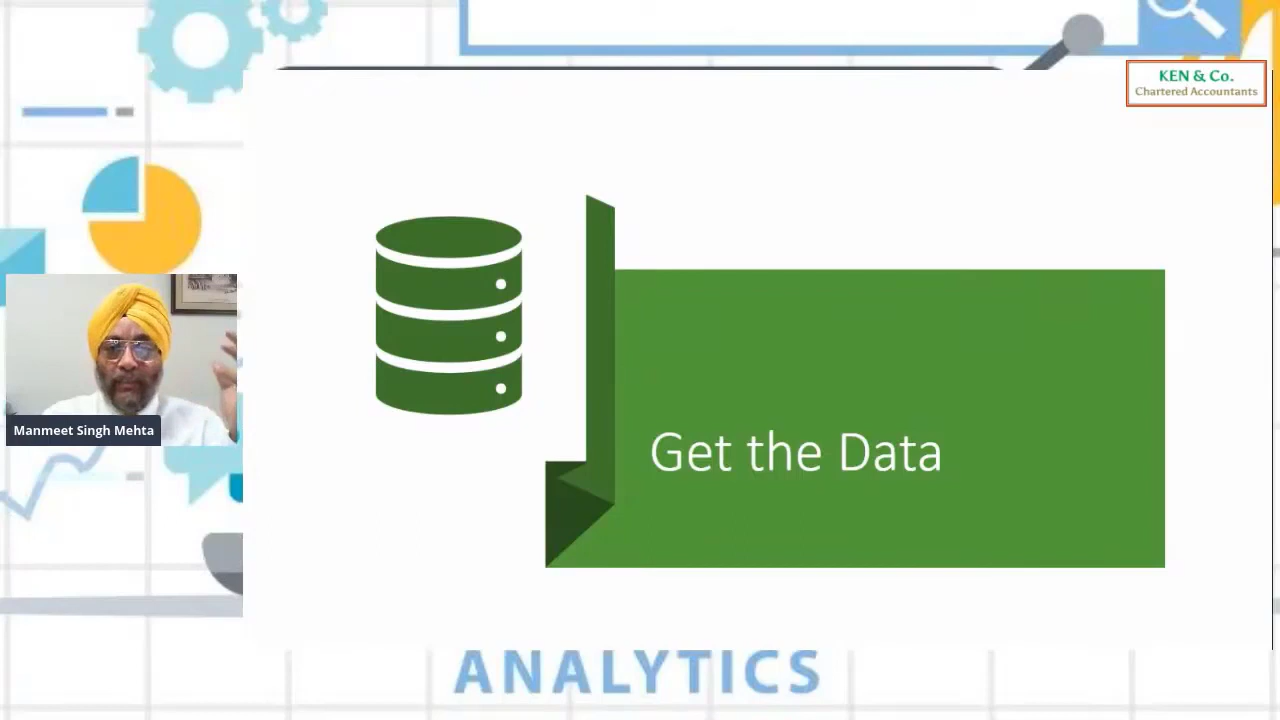 KEN & Co.
Chartered Accountants
Get the Data
Manmeet Singh Mehta
ANALYTICS